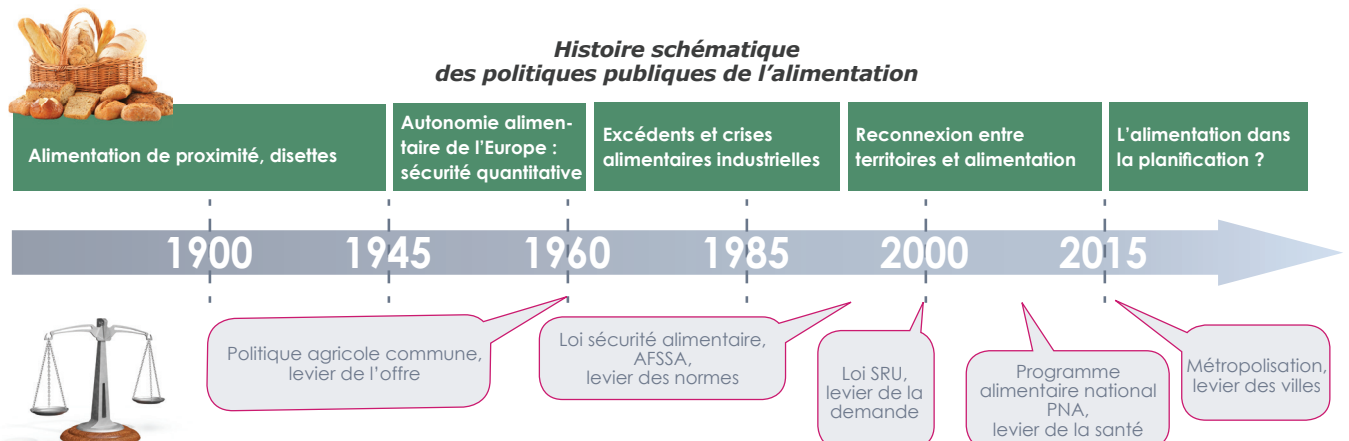 Histoire schématique
des politiques publiques de l’alimentation
Alimentation de proximité, disettes
Autonomie alimen-
taire de l’Europe :
sécurité quantitative
Excédents et crises
alimentaires industrielles
Reconnexion entre
territoires et alimentation
L’alimentation dans
la planification ?
1900 1945 1960 1985 2000 2015
Politique agricole commune,
levier de l’offre
Loi sécurité alimentaire,
AFSSA,
levier des normes
Loi SRU,
levier de la
demande
Programme
alimentaire national
PNA,
levier de la santé
Métropolisation,
levier des villes